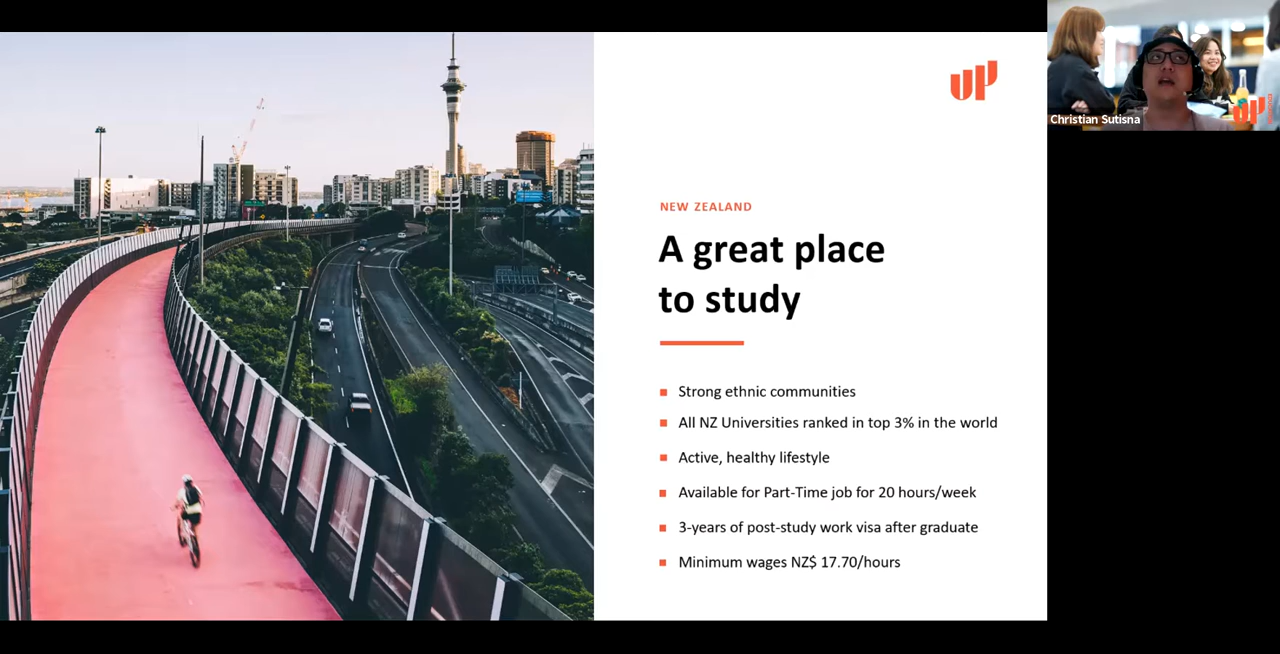 UP
NEW ZEALAND
A great place
to study
Strong ethnic communities
All NZ Universities ranked in top 3% in the world
Active, healthy lifestyle
Available for Part-Time job for 20 hours/week
3-years of post-study work visa after graduate
Minimum wages NZ$ 17.70/hours
Christian Sutisna
UP